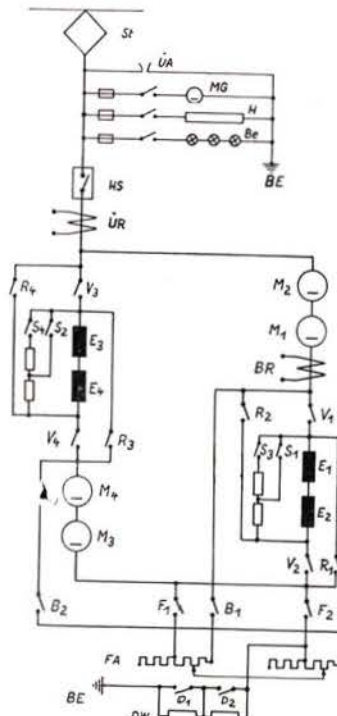 St
ÜA
MG
H
Be
BE
HS
ÜR
R4 V3
M2
S4 S2
E3
M1
E4
BR
R2 V1
V4 R3
S3 S1
E1
M4
E2
M3
V2 R1
B2 F1 B1 F2
FA
BE D1 D2
DW